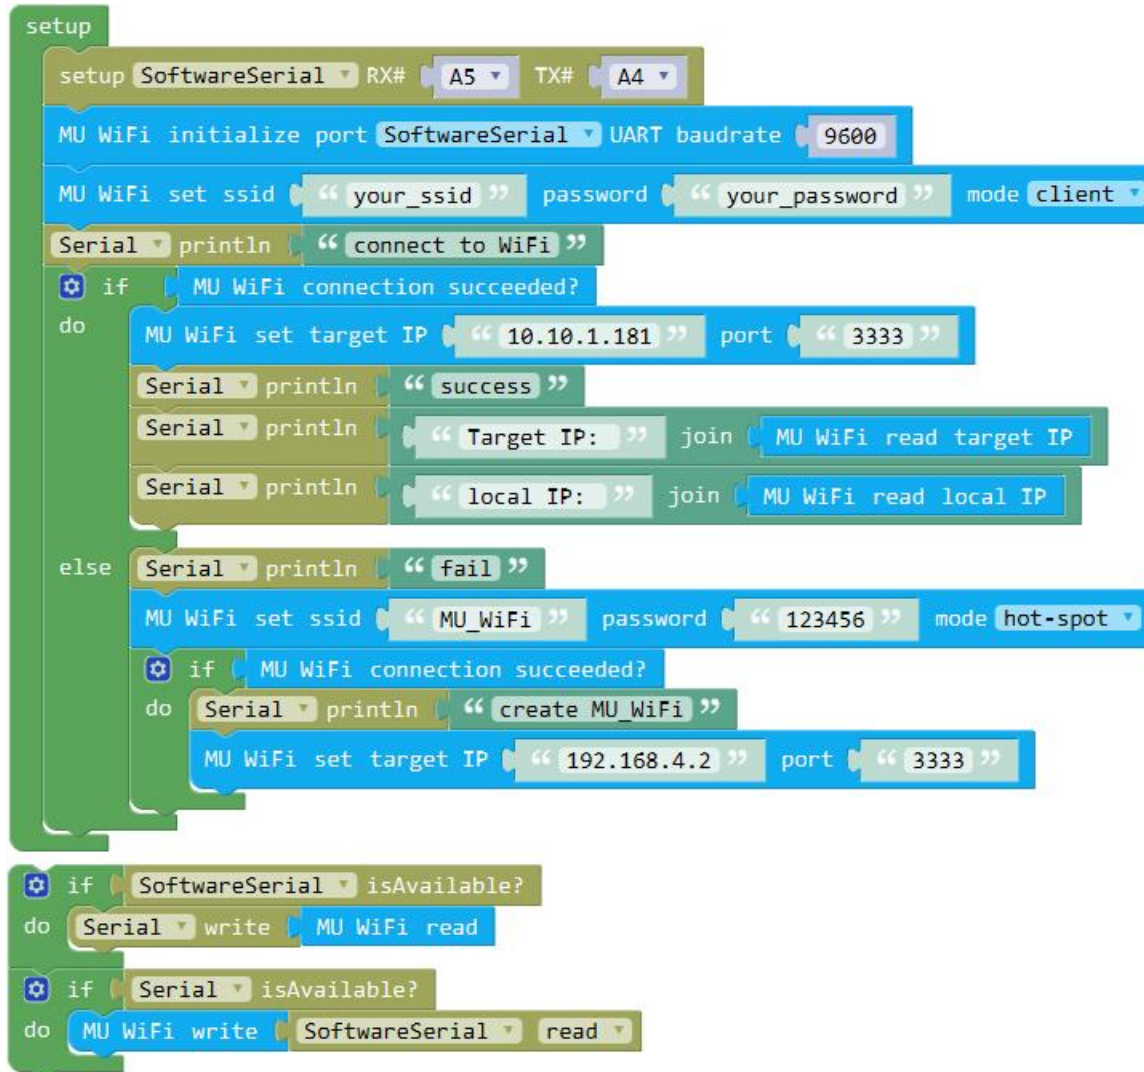 setup
setup SoftwareSerial RX# A5 TX# A4
MU WiFi initialize port SoftwareSerial UART baudrate 9600
MU WiFi set ssid “ your_ssid ” password “ your_password ” mode client
Serial println “ connect to WiFi ”
if MU WiFi connection succeeded?
do MU WiFi set target IP “ 10.10.1.181 ” port “ 3333 ”
Serial println “ success ”
Serial println “ Target IP: ” join MU WiFi read target IP
Serial println “ local IP: ” join MU WiFi read local IP
else Serial println “ fail ”
MU WiFi set ssid “ MU_WiFi ” password “ 123456 ” mode hot-spot
if MU WiFi connection succeeded?
do Serial println “ create MU_WiFi ”
MU WiFi set target IP “ 192.168.4.2 ” port “ 3333 ”
if SoftwareSerial isAvailable?
do Serial write MU WiFi read
if Serial isAvailable?
do MU WiFi write SoftwareSerial read